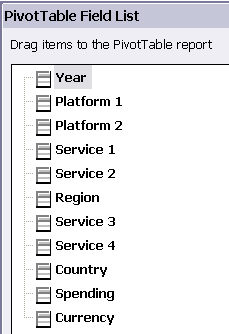 PivotTable Field List
Drag items to the PivotTable report
Year
Platform 1
Platform 2
Service 1
Service 2
Region
Service 3
Service 4
Country
Spending
Currency